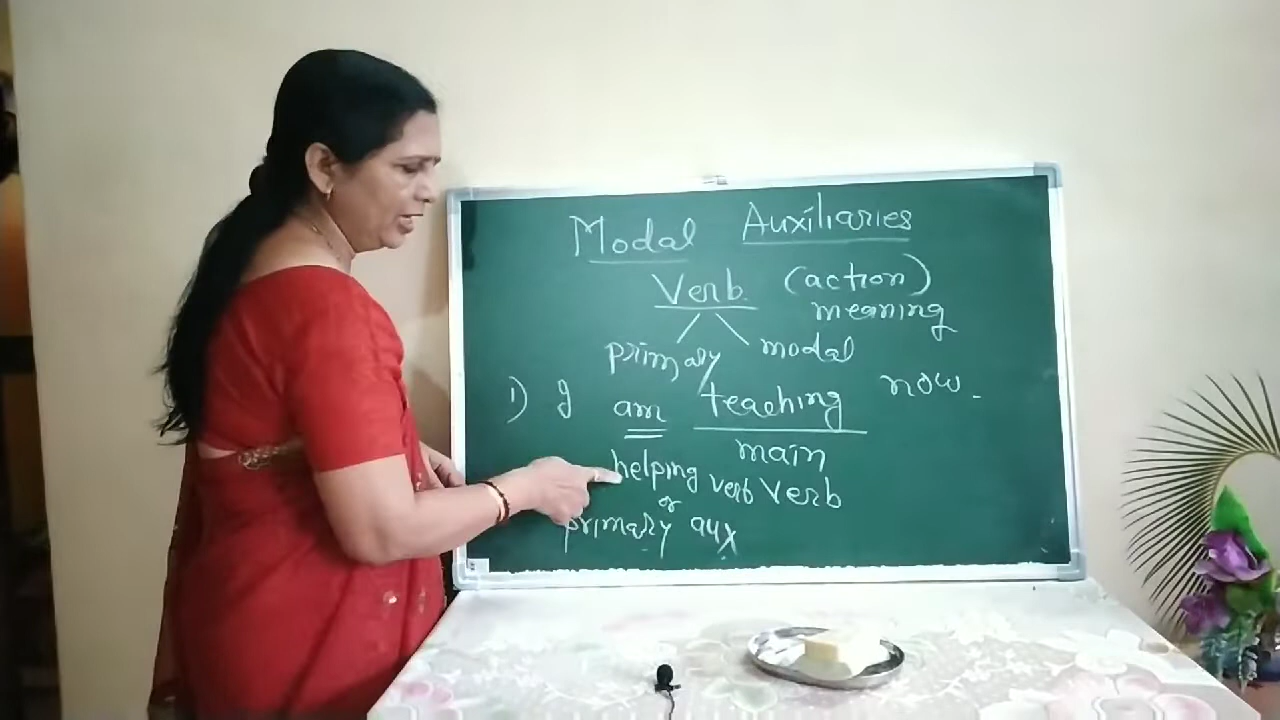 Modal Auxiliaries
Verb (action)
meaning
primary modal
1) I am teaching now.
main
helping verb Verb
or
primary aux